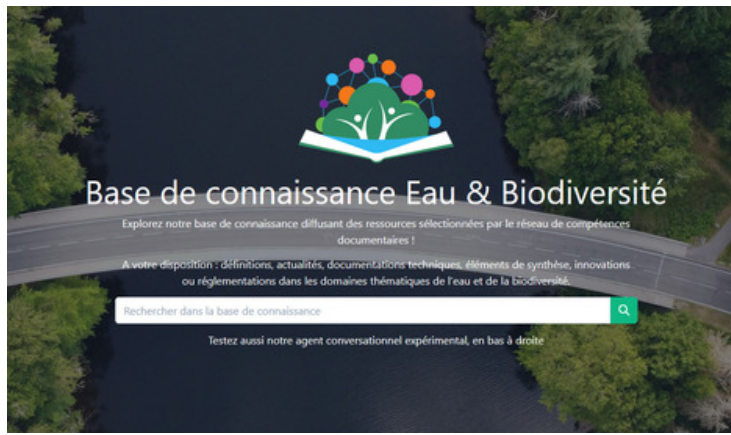 Base de connaissance Eau & Biodiversité
Explorez notre base de connaissance diffusant des ressources sélectionnées par le réseau de compétences
documentaires !
A votre disposition : définitions, actualités, documentations techniques, éléments de synthèse, innovations
ou réglementations dans les domaines thématiques de l'eau et de la biodiversité.
Rechercher dans la base de connaissance
Testez aussi notre agent conversationnel expérimental, en bas à droite